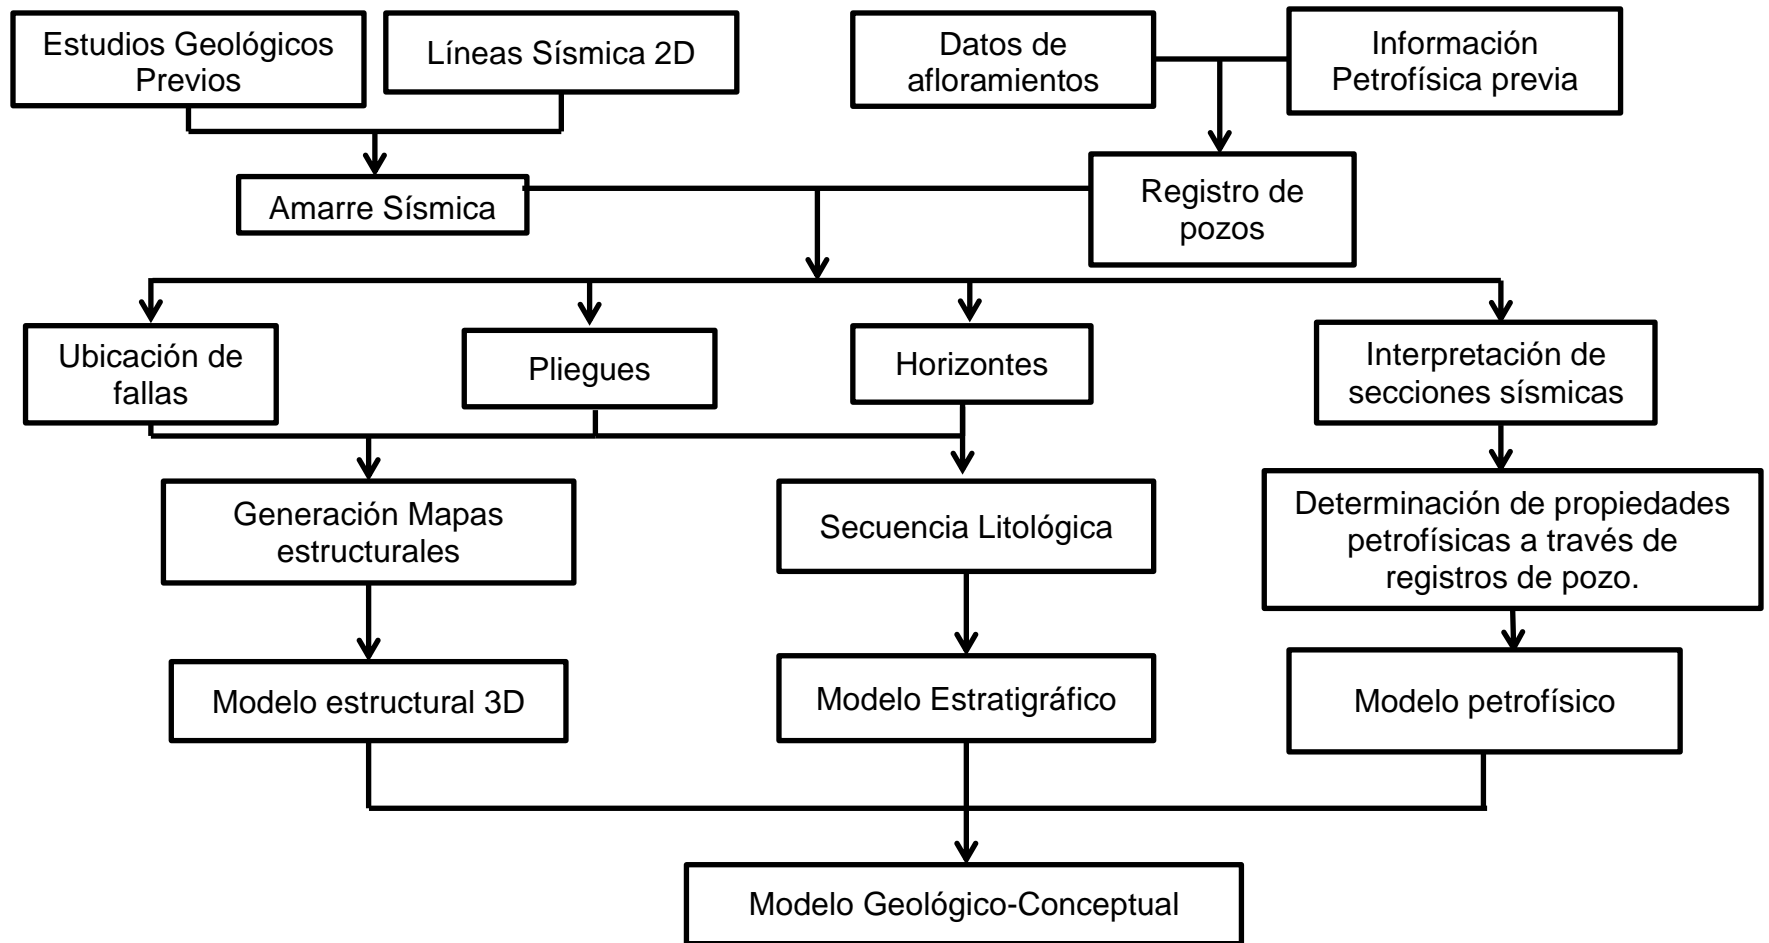 Estudios Geológicos
Previos
Líneas Sísmica 2D
Datos de
afloramientos
Información
Petrofísica previa
Amarre Sísmica
Registro de
pozos
Ubicación de
fallas
Pliegues
Horizontes
Interpretación de
secciones sísmicas
Generación Mapas
estructurales
Secuencia Litológica
Determinación de propiedades
petrofísicas a través de
registros de pozo.
Modelo estructural 3D
Modelo Estratigráfico
Modelo petrofísico
Modelo Geológico-Conceptual